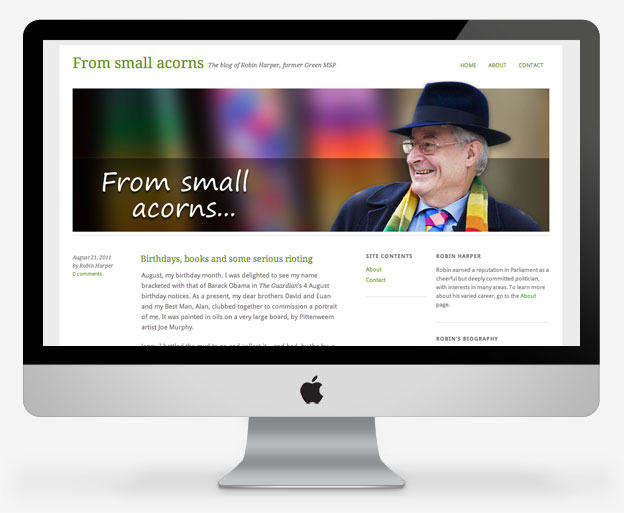 From small acorns The blog of Robin Harper, former Green MSP
HOME ABOUT CONTACT
From small
acorns...
August 21, 2011
by Robin Harper
0 comments
Birthdays, books and some serious rioting
August, my birthday month. I was delighted to see my name
bracketed with that of Barack Obama in The Guardian's 4 August
birthday notices. As a present, my dear brothers David and Euan
and my Best Man, Alan, clubbed together to commission a portrait
of me. It was painted in oils on a very large board, by Pittenweem
artist Joe Murphy.
SITE CONTENTS
About
Contact
ROBIN HARPER
Robin earned a reputation in Parliament as a
cheerful but deeply committed politician,
with interests in many areas. To learn more
about his varied career, go to the About
page.
ROBIN'S BIOGRAPHY